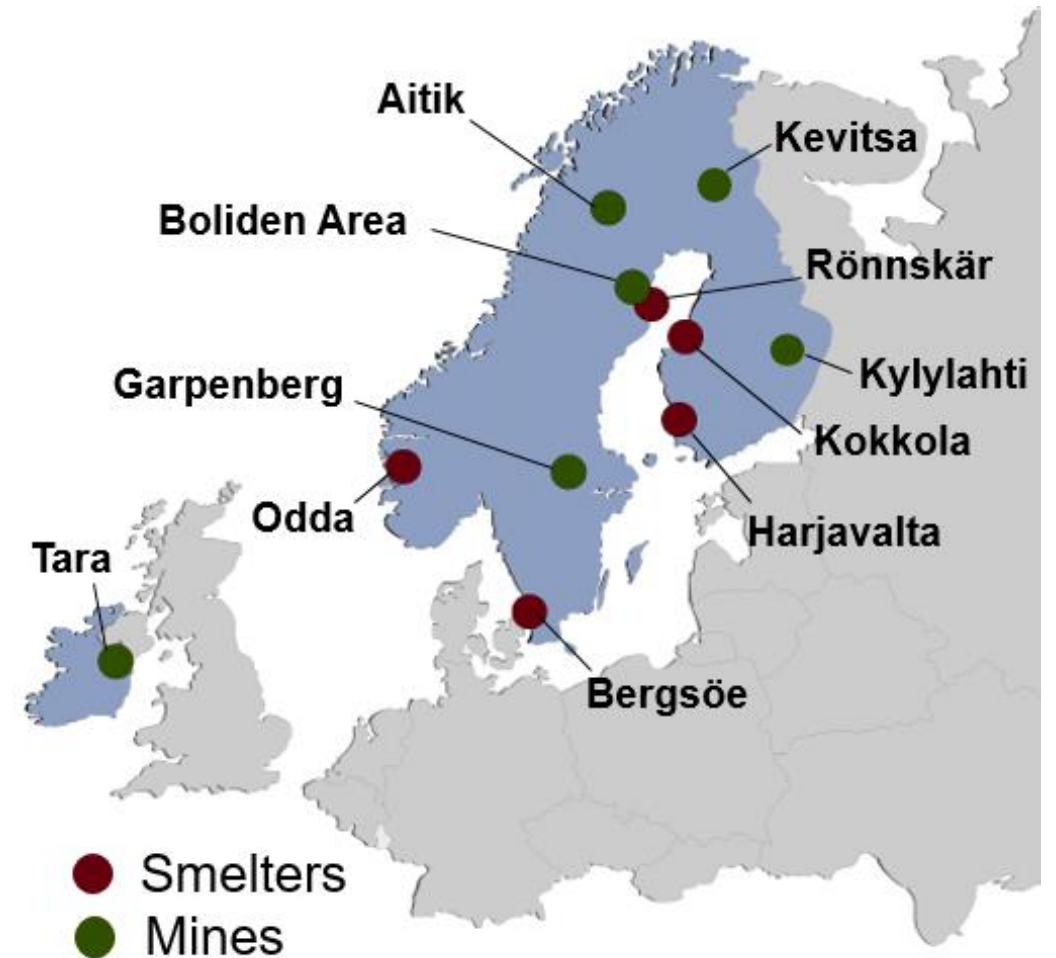 Aitik
Kevitsa
Boliden Area
Rönnskär
Garpenberg
Kylylahti
Kokkola
Odda
Harjavalta
Tara
Bergsöe
Smelters
Mines